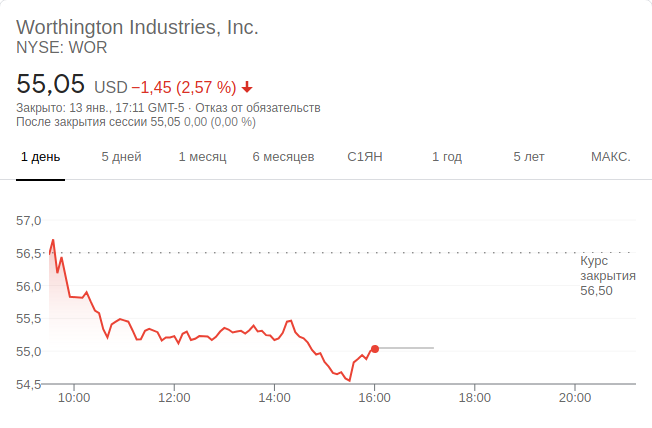 Worthington Industries, Inc.
NYSE: WOR
55,05 USD −1,45 (2,57 %)
Закрыто: 13 янв., 17:11 GMT-5 · Отказ от обязательств
После закрытия сессии 55,05 0,00 (0,00 %)
1 день 5 дней 1 месяц 6 месяцев С1ЯН 1 год 5 лет МАКС.
57,0
56,5
Курс
закрытия
56,50
56,0
55,5
55,0
54,5
10:00 12:00 14:00 16:00 18:00 20:00